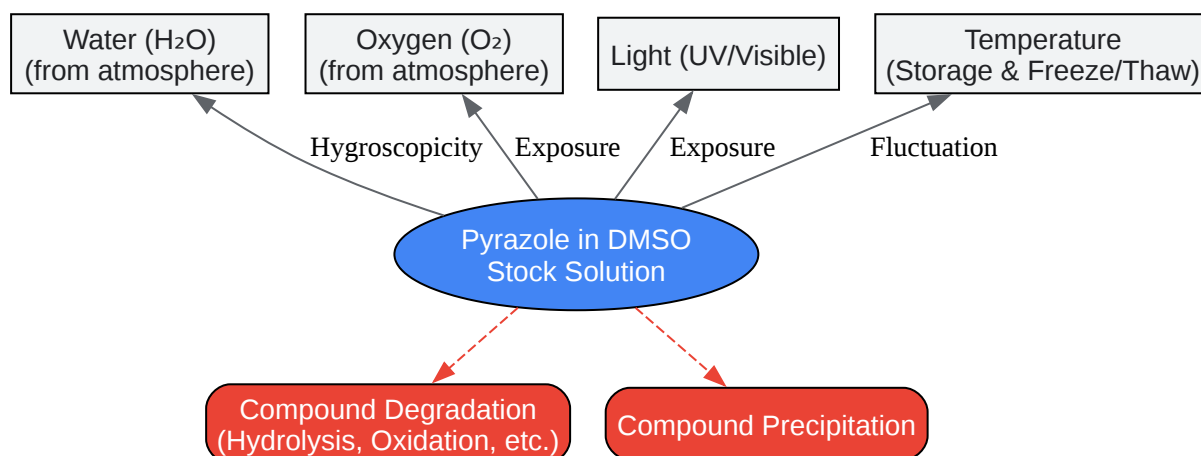 Water (H₂O)
(from atmosphere)
Oxygen (O₂)
(from atmosphere)
Light (UV/Visible)
Temperature
(Storage & Freeze/Thaw)
Hygroscopicity
Exposure
Exposure
Fluctuation
Pyrazole in DMSO
Stock Solution
Compound Degradation
(Hydrolysis, Oxidation, etc.)
Compound Precipitation